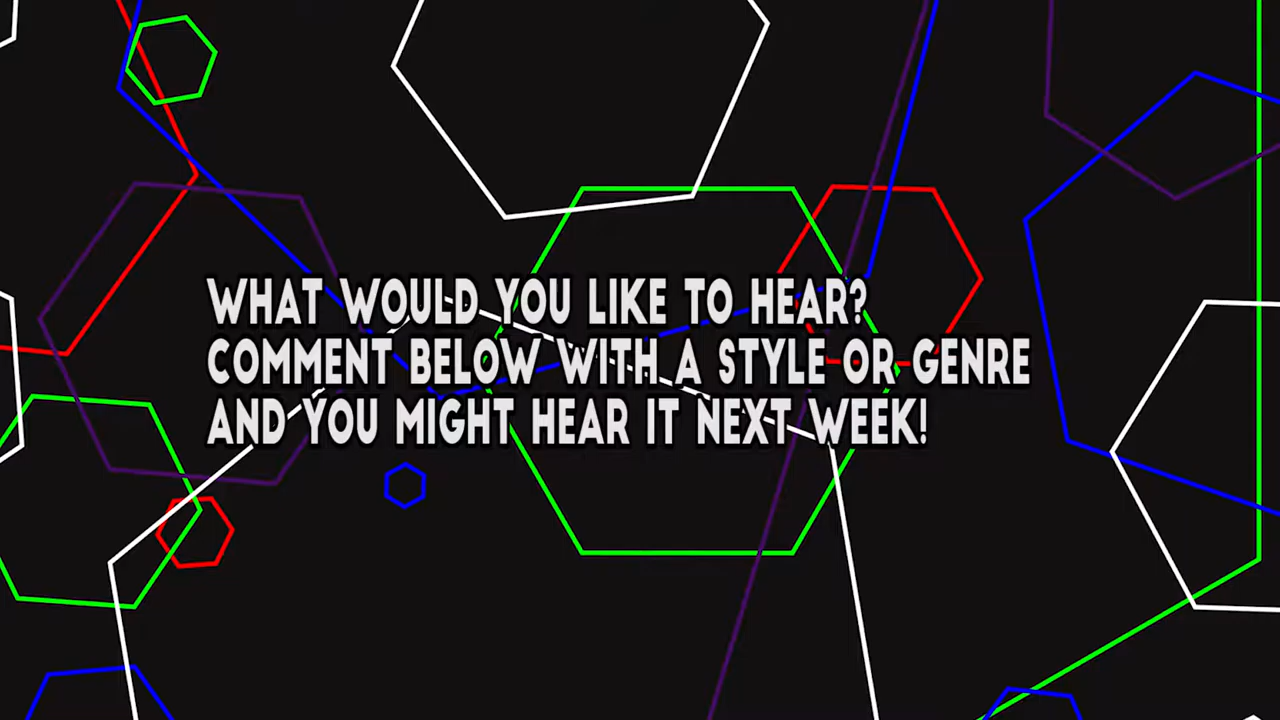 WHAT WOULD YOU LIKE TO HEAR?
COMMENT BELOW WITH A STYLE OR GENRE
AND YOU MIGHT HEAR IT NEXT WEEK!